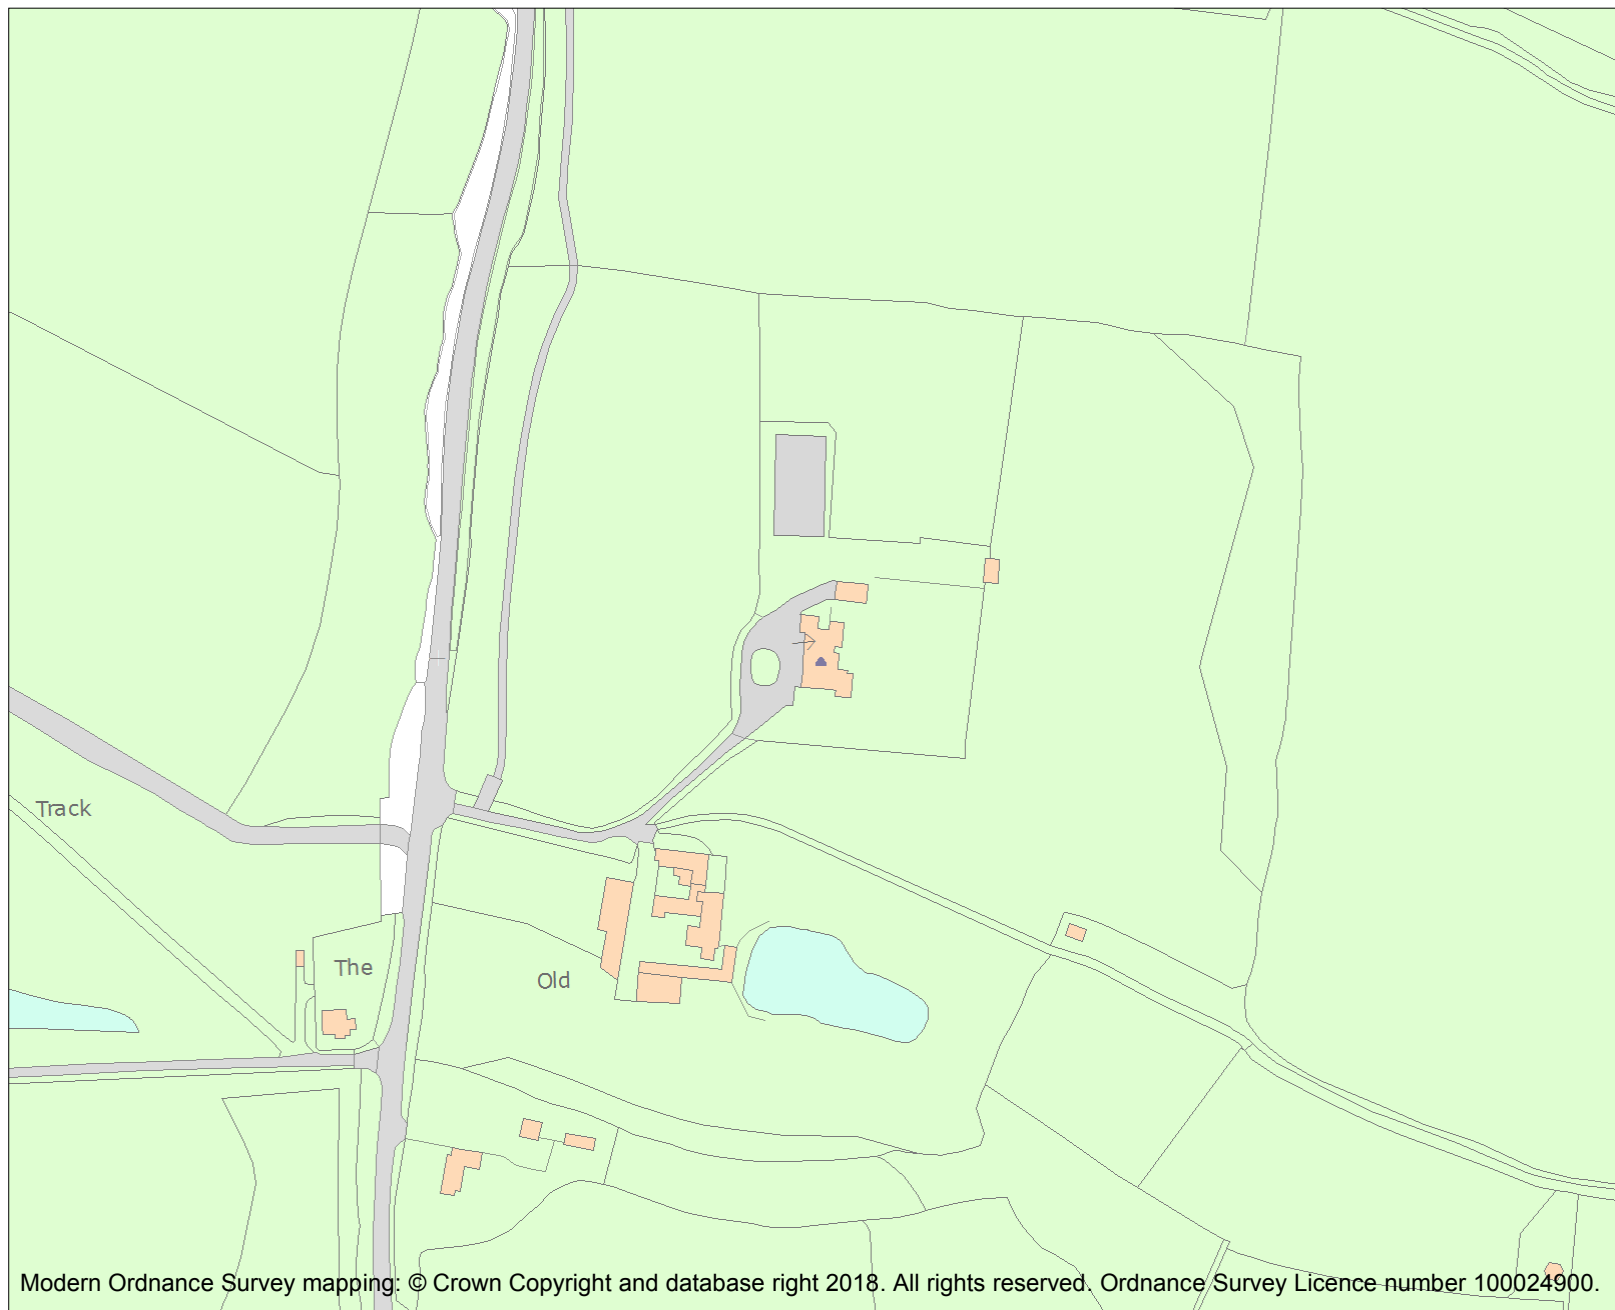 Track
The
Old
Modern Ordnance Survey mapping: © Crown Copyright and database right 2018. All rights reserved. Ordnance Survey Licence number 100024900.